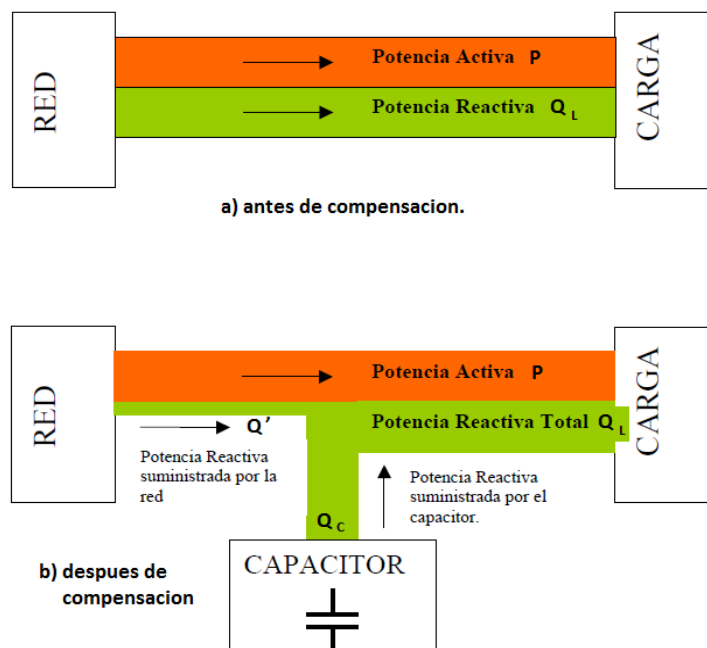 RED
Potencia Activa P
Potencia Reactiva Q L
CARGA
a) antes de compensacion.
RED
Potencia Activa P
Potencia Reactiva Total Q L
CARGA
Q'
Potencia Reactiva
suministrada por la
red
Potencia Reactiva
suministrada por el
capacitor.
Q C
b) despues de
compensacion
CAPACITOR